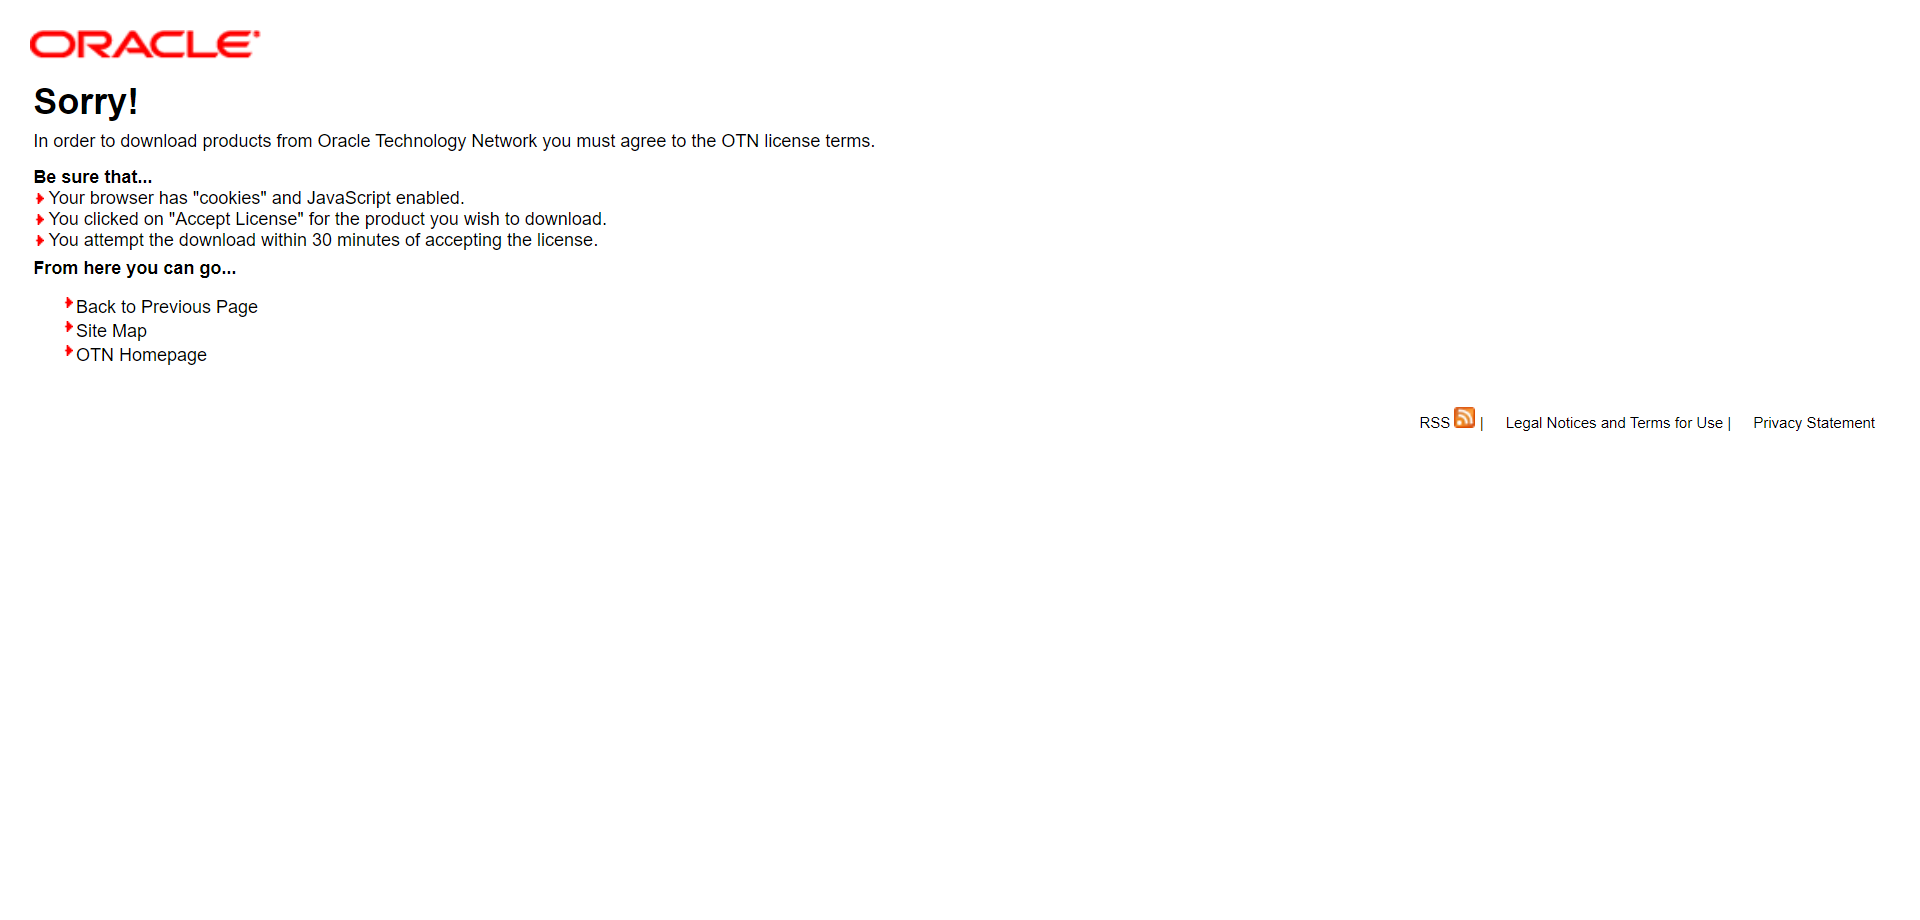 ORACLE
Sorry!
In order to download products from Oracle Technology Network you must agree to the OTN license terms.
Be sure that...
Your browser has "cookies" and JavaScript enabled.
You clicked on "Accept License" for the product you wish to download.
You attempt the download within 30 minutes of accepting the license.
From here you can go...
Back to Previous Page
Site Map
OTN Homepage
RSS | Legal Notices and Terms for Use | Privacy Statement